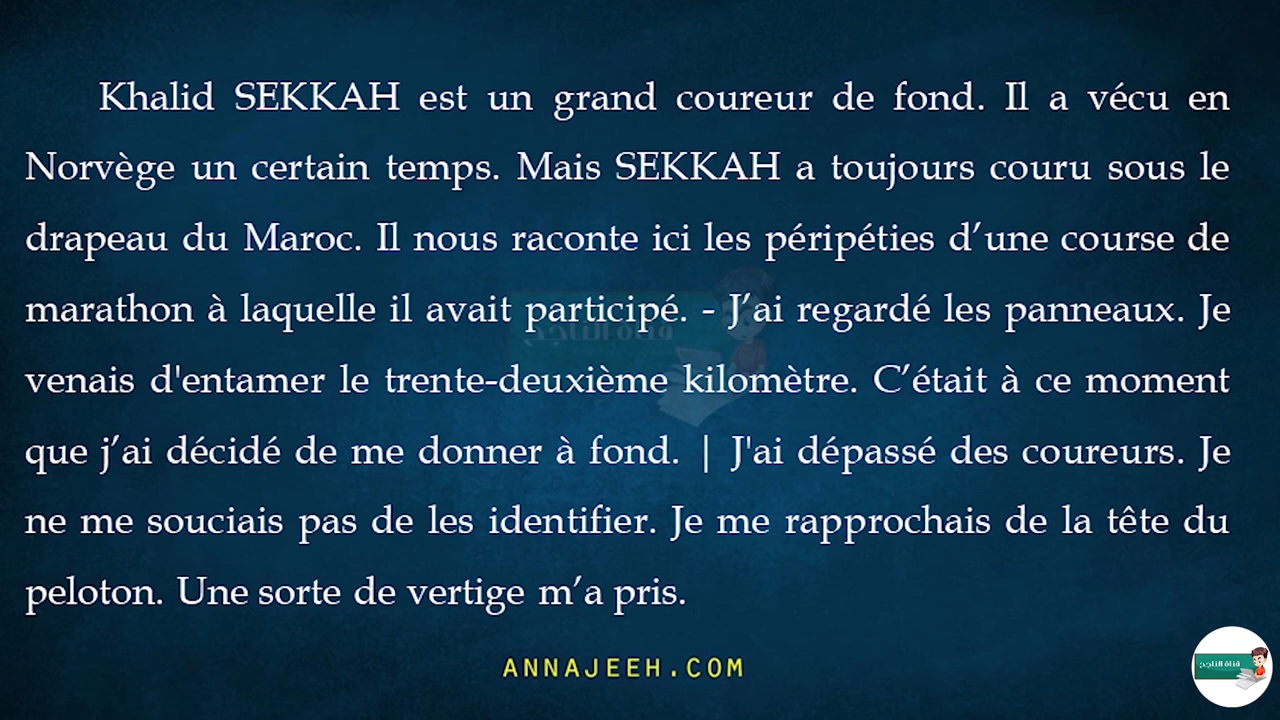 Khalid SEKKAH est un grand coureur de fond. Il a vécu en
Norvège un certain temps. Mais SEKKAH a toujours couru sous le
drapeau du Maroc. Il nous raconte ici les péripéties d’une course de
marathon à laquelle il avait participé. - J’ai regardé les panneaux. Je
venais d'entamer le trente-deuxième kilomètre. C’était à ce moment
que j’ai décidé de me donner à fond. | J'ai dépassé des coureurs. Je
ne me souciais pas de les identifier. Je me rapprochais de la tête du
peloton. Une sorte de vertige m’a pris.
ANNAJEEH.COM
قناة الناجح
قناة الناجح